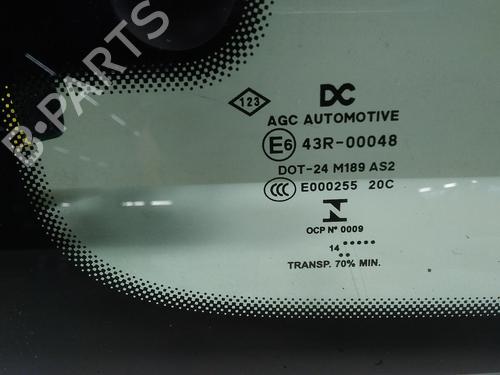 B-PARTS
123 DC
AGC AUTOMOTIVE
E6 43R-00048
DOT-24 M189 AS2
CCC E000255 20C
N
OCP Nº 0009
14 ..... ..
TRANSP. 70% MIN.